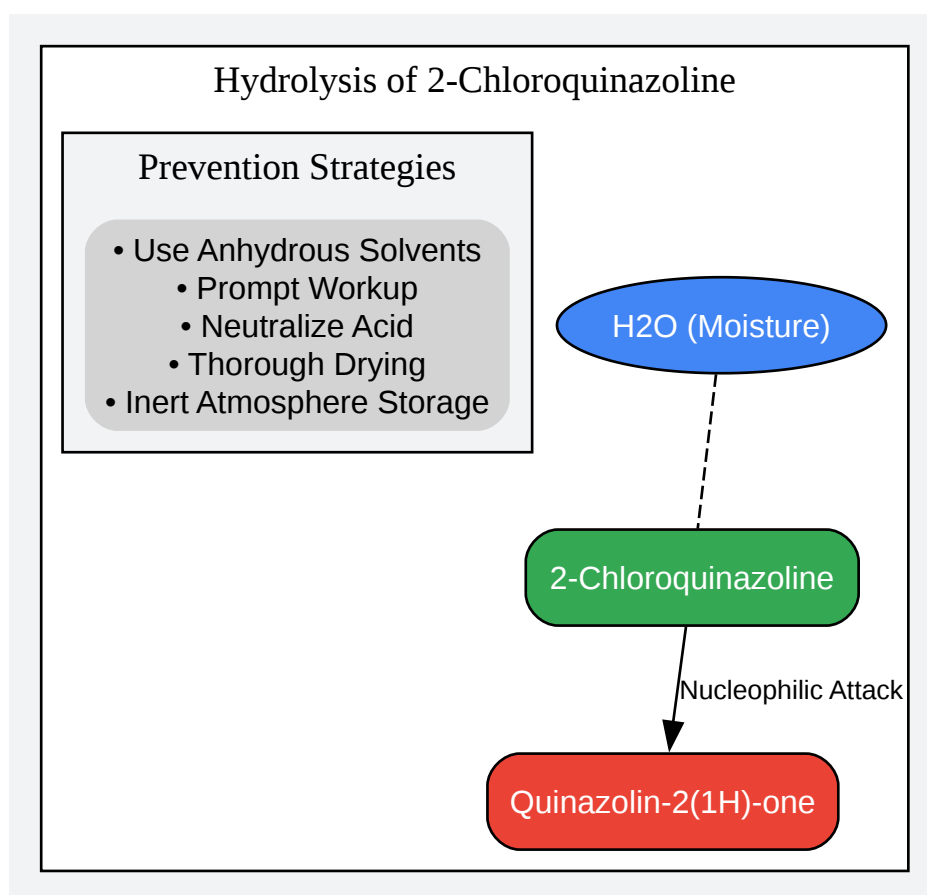 Hydrolysis of 2-Chloroquinazoline
Prevention Strategies
• Use Anhydrous Solvents
• Prompt Workup
• Neutralize Acid
• Thorough Drying
• Inert Atmosphere Storage
H2O (Moisture)
2-Chloroquinazoline
Nucleophilic Attack
Quinazolin-2(1H)-one